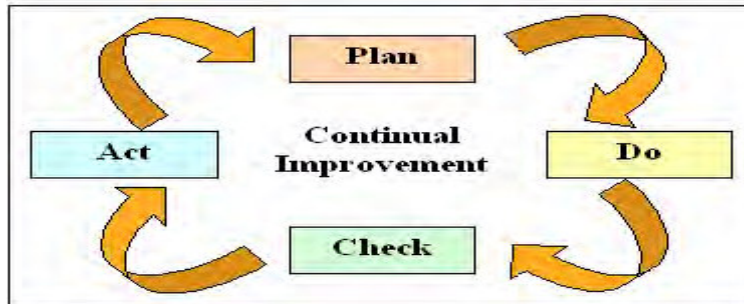 Plan
Act
Continual
Improvement
Do
Check